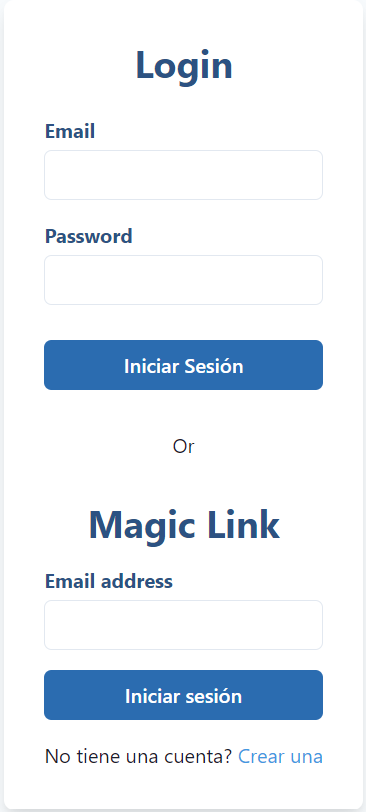 Login
Email
Password
Iniciar Sesión
Or
Magic Link
Email address
Iniciar sesión
No tiene una cuenta? Crear una